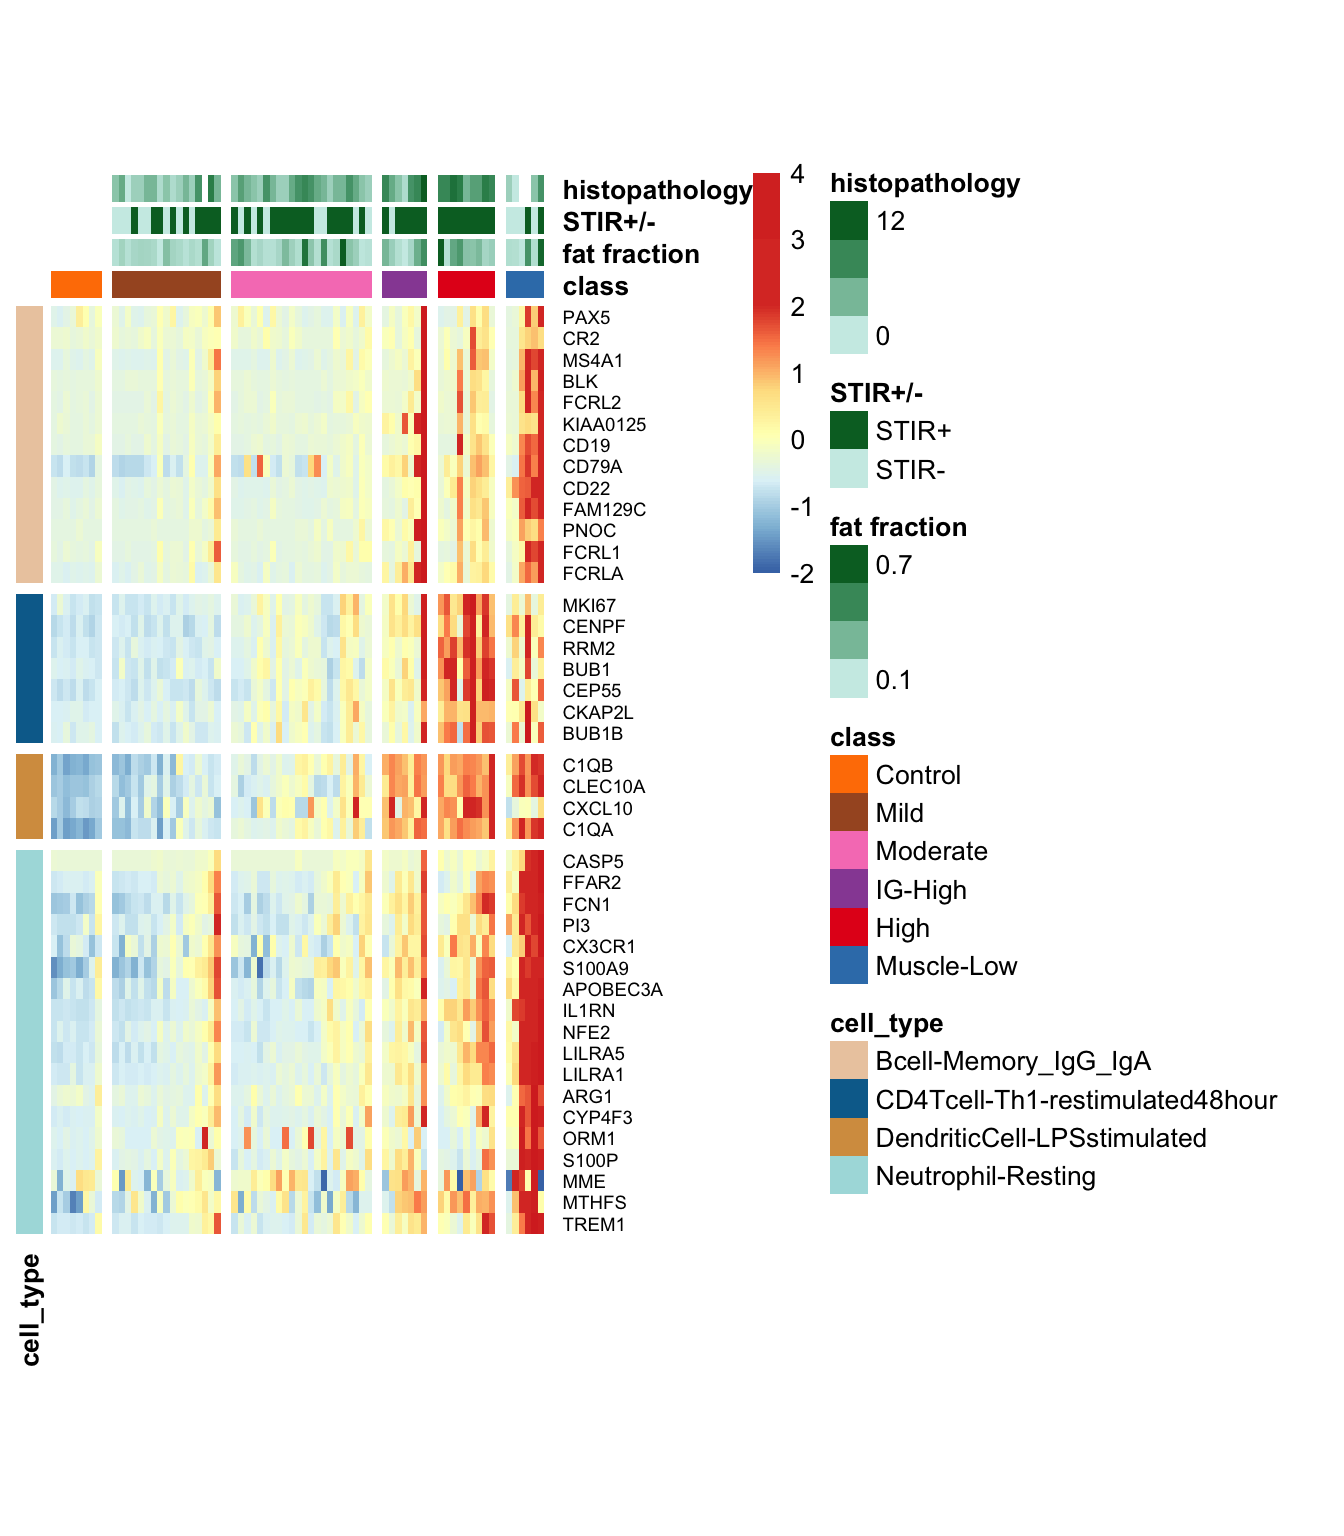 histopathology
STIR+/-
fat fraction
class
PAX5
CR2
MS4A1
BLK
FCRL2
KIAA0125
CD19
CD79A
CD22
FAM129C
PNOC
FCRL1
FCRLA
MKI67
CENPF
RRM2
BUB1
CEP55
CKAP2L
BUB1B
C1QB
CLEC10A
CXCL10
C1QA
CASP5
FFAR2
FCN1
PI3
CX3CR1
S100A9
APOBEC3A
IL1RN
NFE2
LILRA5
LILRA1
ARG1
CYP4F3
ORM1
S100P
MME
MTHFS
TREM1
cell_type
4
3
2
1
0
-1
-2
histopathology
12
0
STIR+/-
STIR+
STIR-
fat fraction
0.7
0.1
class
Control
Mild
Moderate
IG-High
High
Muscle-Low
cell_type
Bcell-Memory_IgG_IgA
CD4Tcell-Th1-restimulated48hour
DendriticCell-LPSstimulated
Neutrophil-Resting